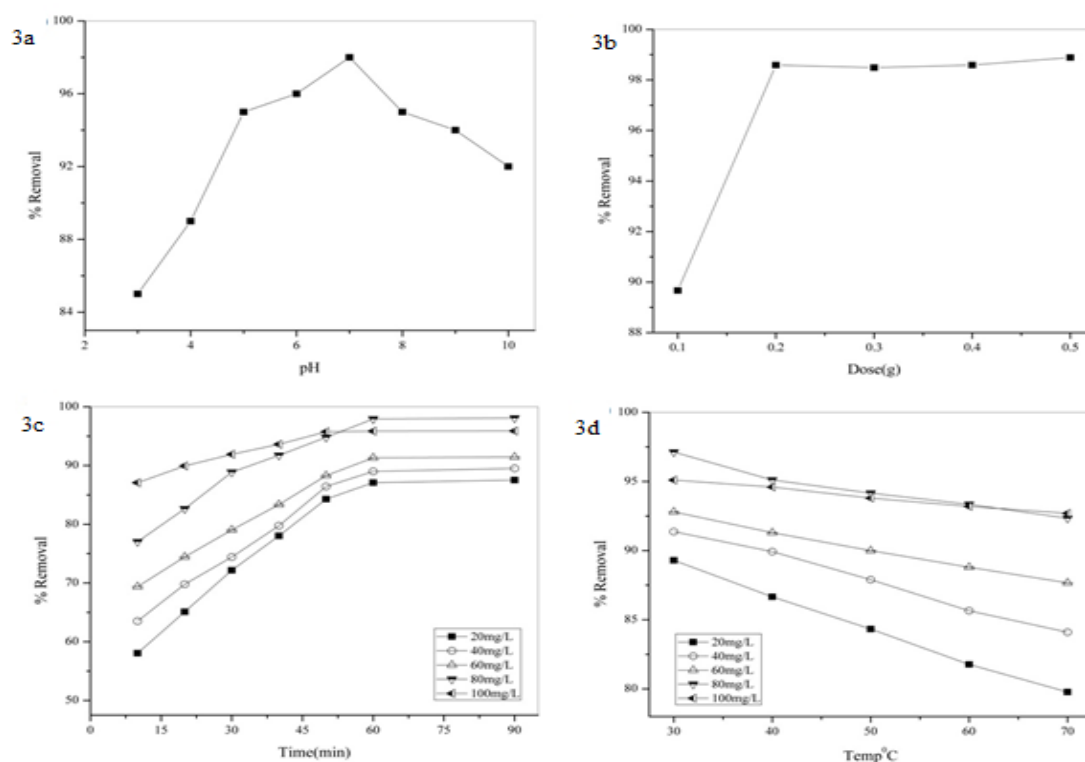 3a
100
96
92
88
84
% Removal
2 4 6 8 10
pH
3b
100
98
96
94
92
90
88
% Removal
0.1 0.2 0.3 0.4 0.5
Dose(g)
3c
100
90
80
70
60
50
% Removal
0 15 30 45 60 75 90
Time(min)
20mg/L
40mg/L
60mg/L
80mg/L
100mg/L
3d
100
95
90
85
80
% Removal
30 40 50 60 70
Temp⁰C
20mg/L
40mg/L
60mg/L
80mg/L
100mg/L